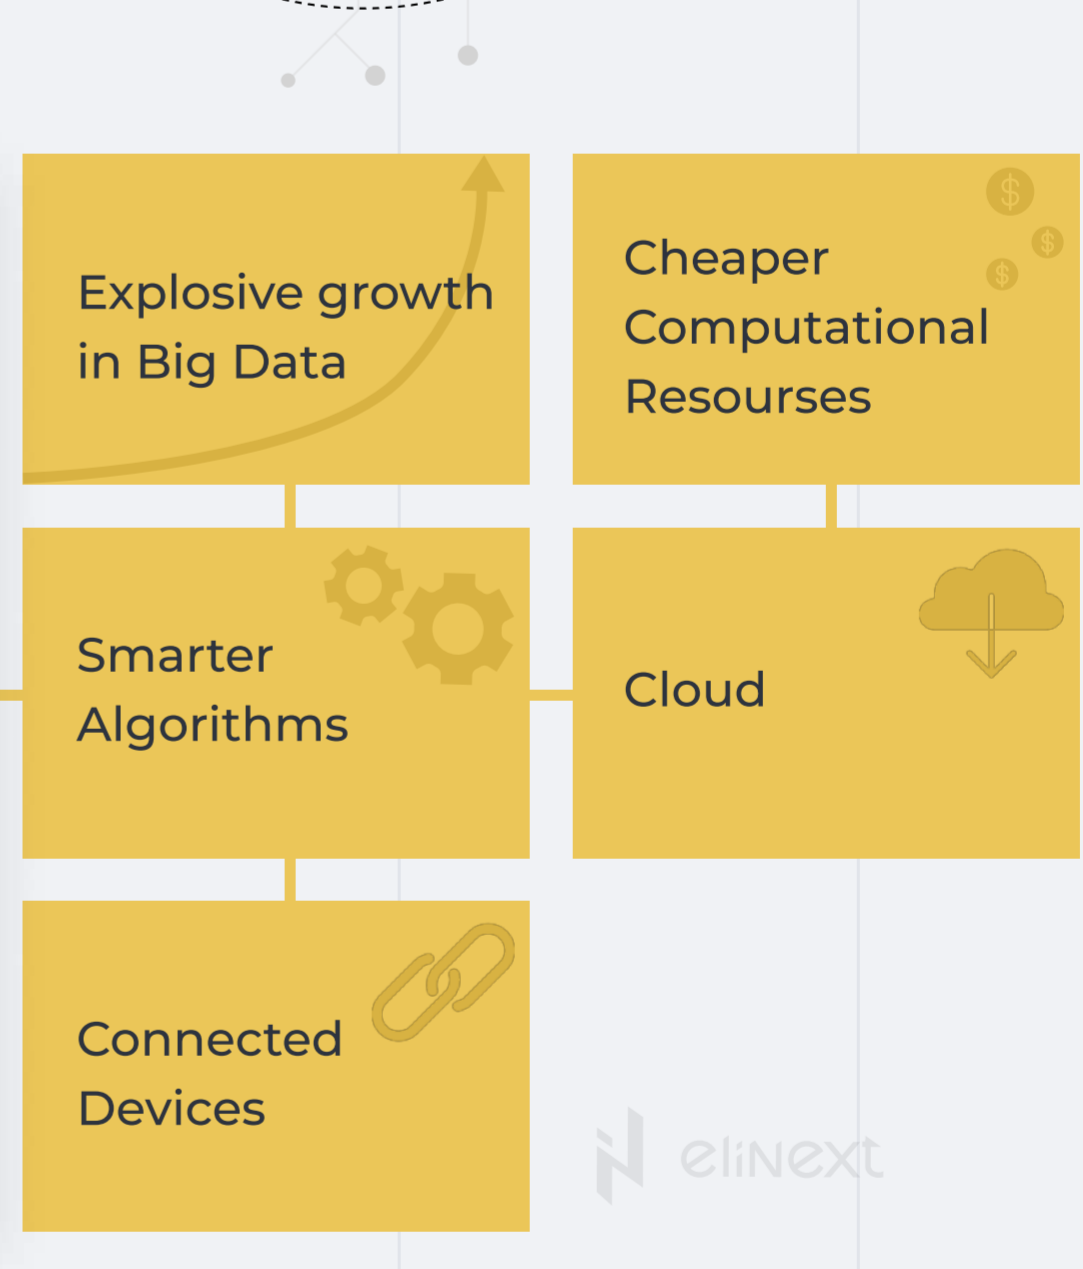 Explosive growth
in Big Data
Cheaper
Computational
Resourses
Smarter
Algorithms
Cloud
Connected
Devices
eliNext